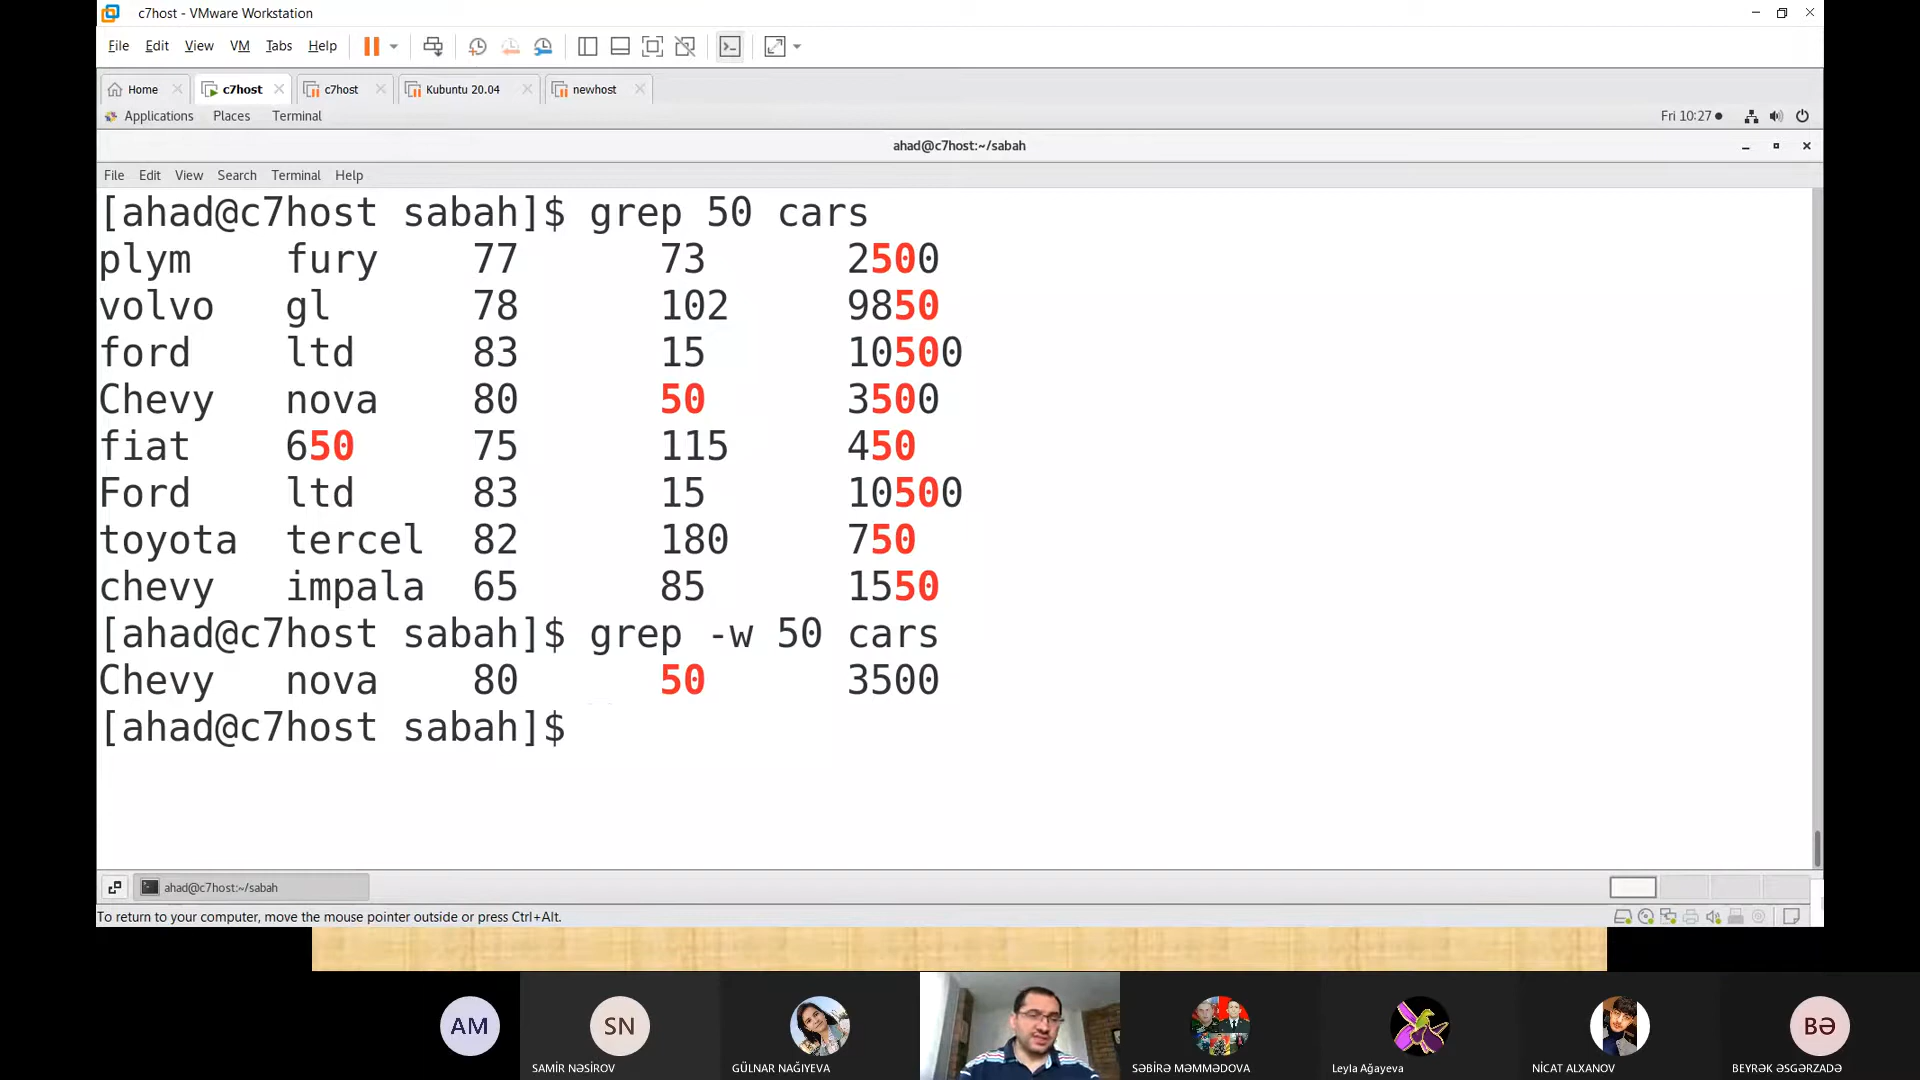 c7host - VMware Workstation
File Edit View VM Tabs Help
Home c7host c7host Kubuntu 20.04 newhost
Applications Places Terminal Fri 10:27
ahad@c7host:~/sabah
File Edit View Search Terminal Help
[ahad@c7host sabah]$ grep 50 cars
plym fury 77 73 2500
volvo gl 78 102 9850
ford ltd 83 15 10500
Chevy nova 80 50 3500
fiat 650 75 115 450
Ford ltd 83 15 10500
toyota tercel 82 180 750
chevy impala 65 85 1550
[ahad@c7host sabah]$ grep -w 50 cars
Chevy nova 80 50 3500
[ahad@c7host sabah]$
ahad@c7host:~/sabah
To return to your computer, move the mouse pointer outside or press Ctrl+Alt.
AM SN BƏ
SAMİR NƏSİROV GÜLNAR NAĞIYEVA SƏBİRƏ MƏMMƏDOVA Leyla Ağayeva NİCAT ALXANOV BEYRƏK ƏSGƏRZADƏ